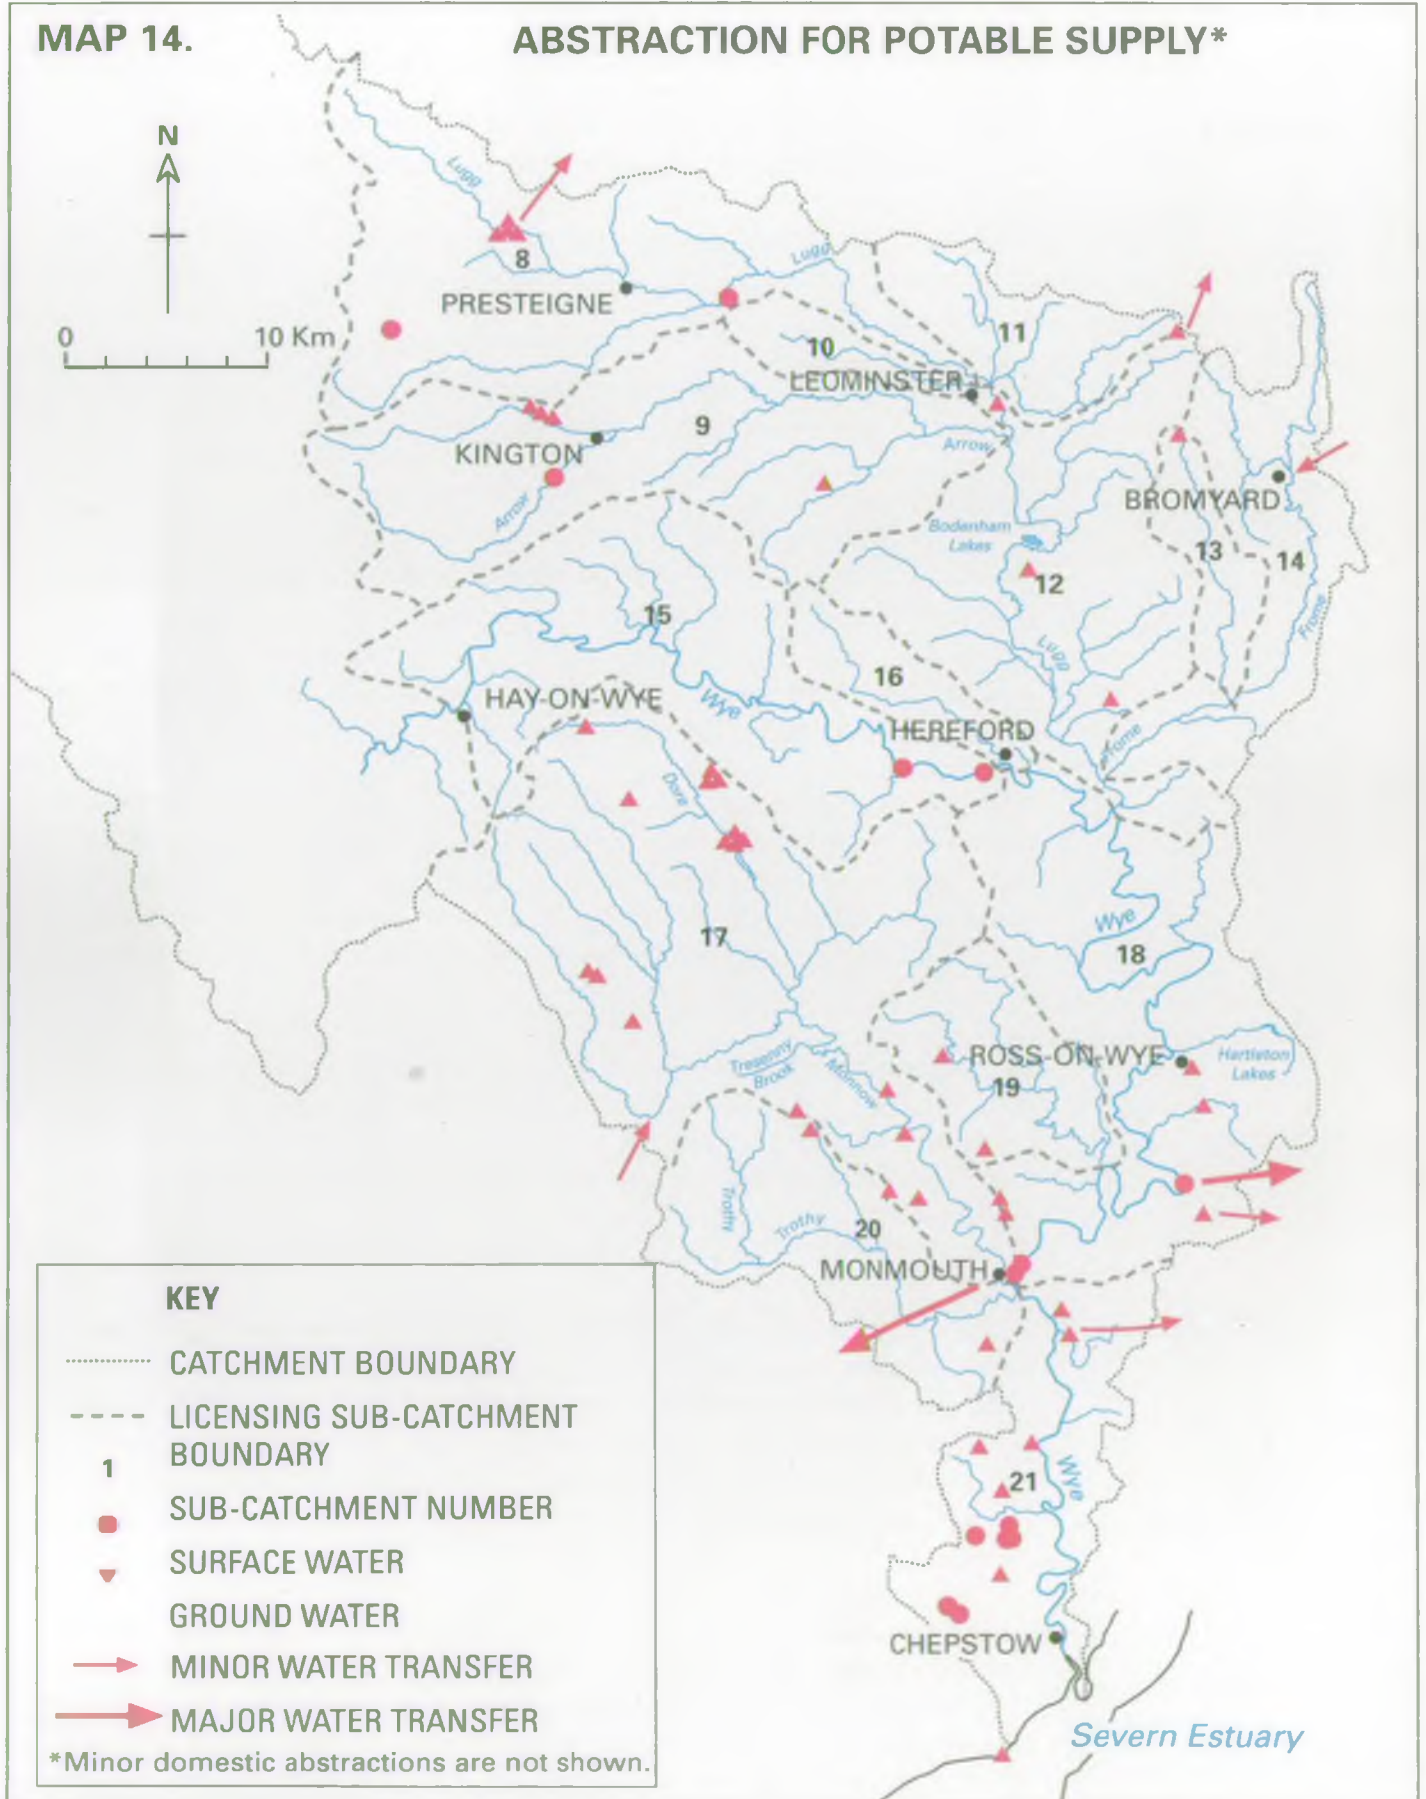 MAP 14.
ABSTRACTION FOR POTABLE SUPPLY*
N
0 10 Km
Lugg
8
PRESTEIGNE
Lugg
10
11
LEOMINSTER
9
KINGTON
Arrow
Arrow
BROMYARD
Bodenham
Lakes
12
13
14
Frome
15
Lugg
16
HAY-ON-WYE
Wye
HEREFORD
Frome
Dore
17
Wye
18
Tresenny
Brook
Monnow
ROSS-ON-WYE
19
Hartleton
Lakes
Trothy
Trothy
20
MONMOUTH
21
Wye
CHEPSTOW
Severn Estuary
KEY
CATCHMENT BOUNDARY
LICENSING SUB-CATCHMENT
BOUNDARY
1
SUB-CATCHMENT NUMBER
SURFACE WATER
GROUND WATER
MINOR WATER TRANSFER
MAJOR WATER TRANSFER
*Minor domestic abstractions are not shown.